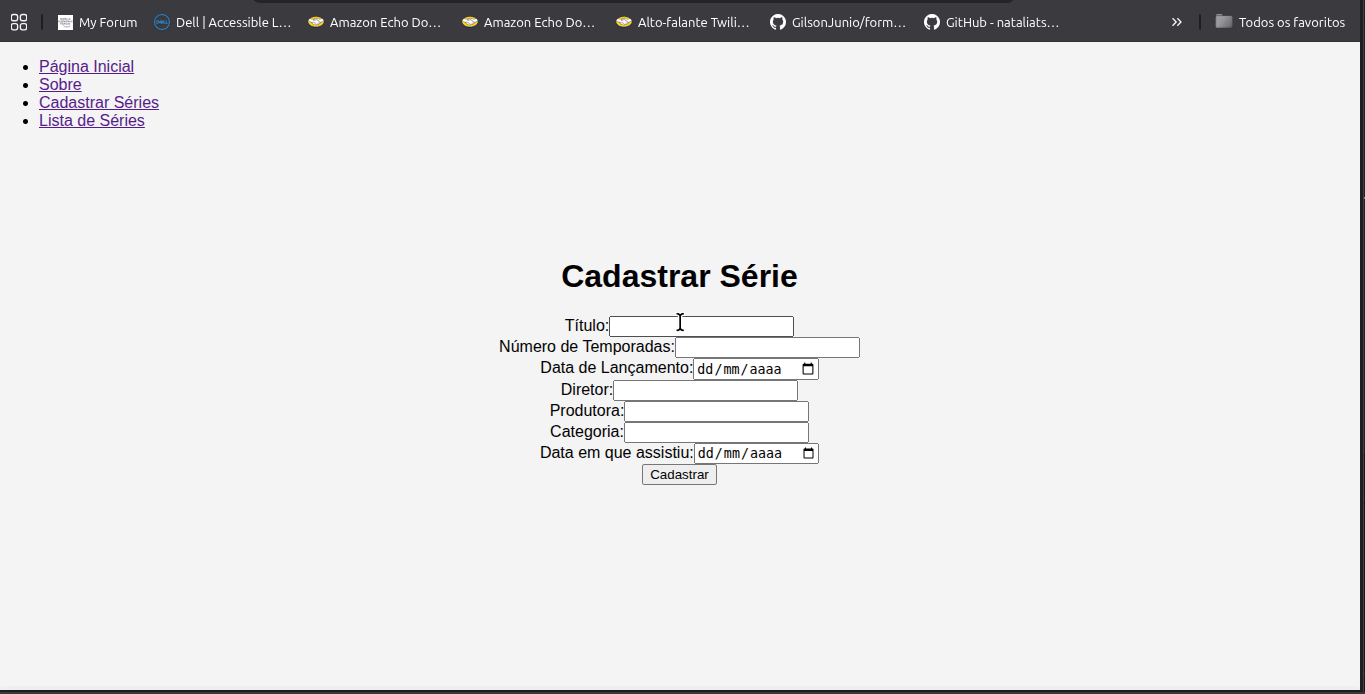 My Forum Dell | Accessible L... Amazon Echo Do... Amazon Echo Do... Alto-falante Twili... GilsonJunio/form... GitHub - nataliats... » Todos os favoritos
Página Inicial
Sobre
Cadastrar Séries
Lista de Séries
Cadastrar Série
Título:
Número de Temporadas:
Data de Lançamento: dd/mm/aaaa
Diretor:
Produtora:
Categoria:
Data em que assistiu: dd/mm/aaaa
Cadastrar